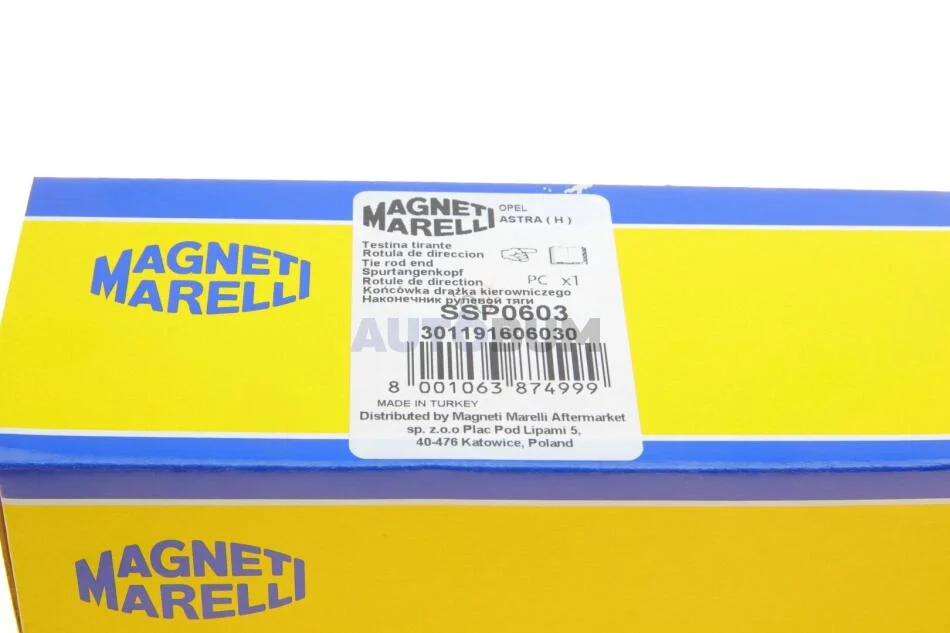 MAGNETI
MARELLI
MAGNETI
MARELLI
OPEL
ASTRA ( H )
Testina tirante
Rotula de direccion
Tie rod end
Spurtangenkopf
Rotule de direction
PC x1
Końcówka drążka kierowniczego
Наконечник рулевой тяги
SSP0603
301191606030
AUTODUM
8 001063 874999
MADE IN TURKEY
Distributed by Magneti Marelli Aftermarket
sp. z.o.o Plac Pod Lipami 5,
40-476 Katowice, Poland
MAGNETI
MARELLI